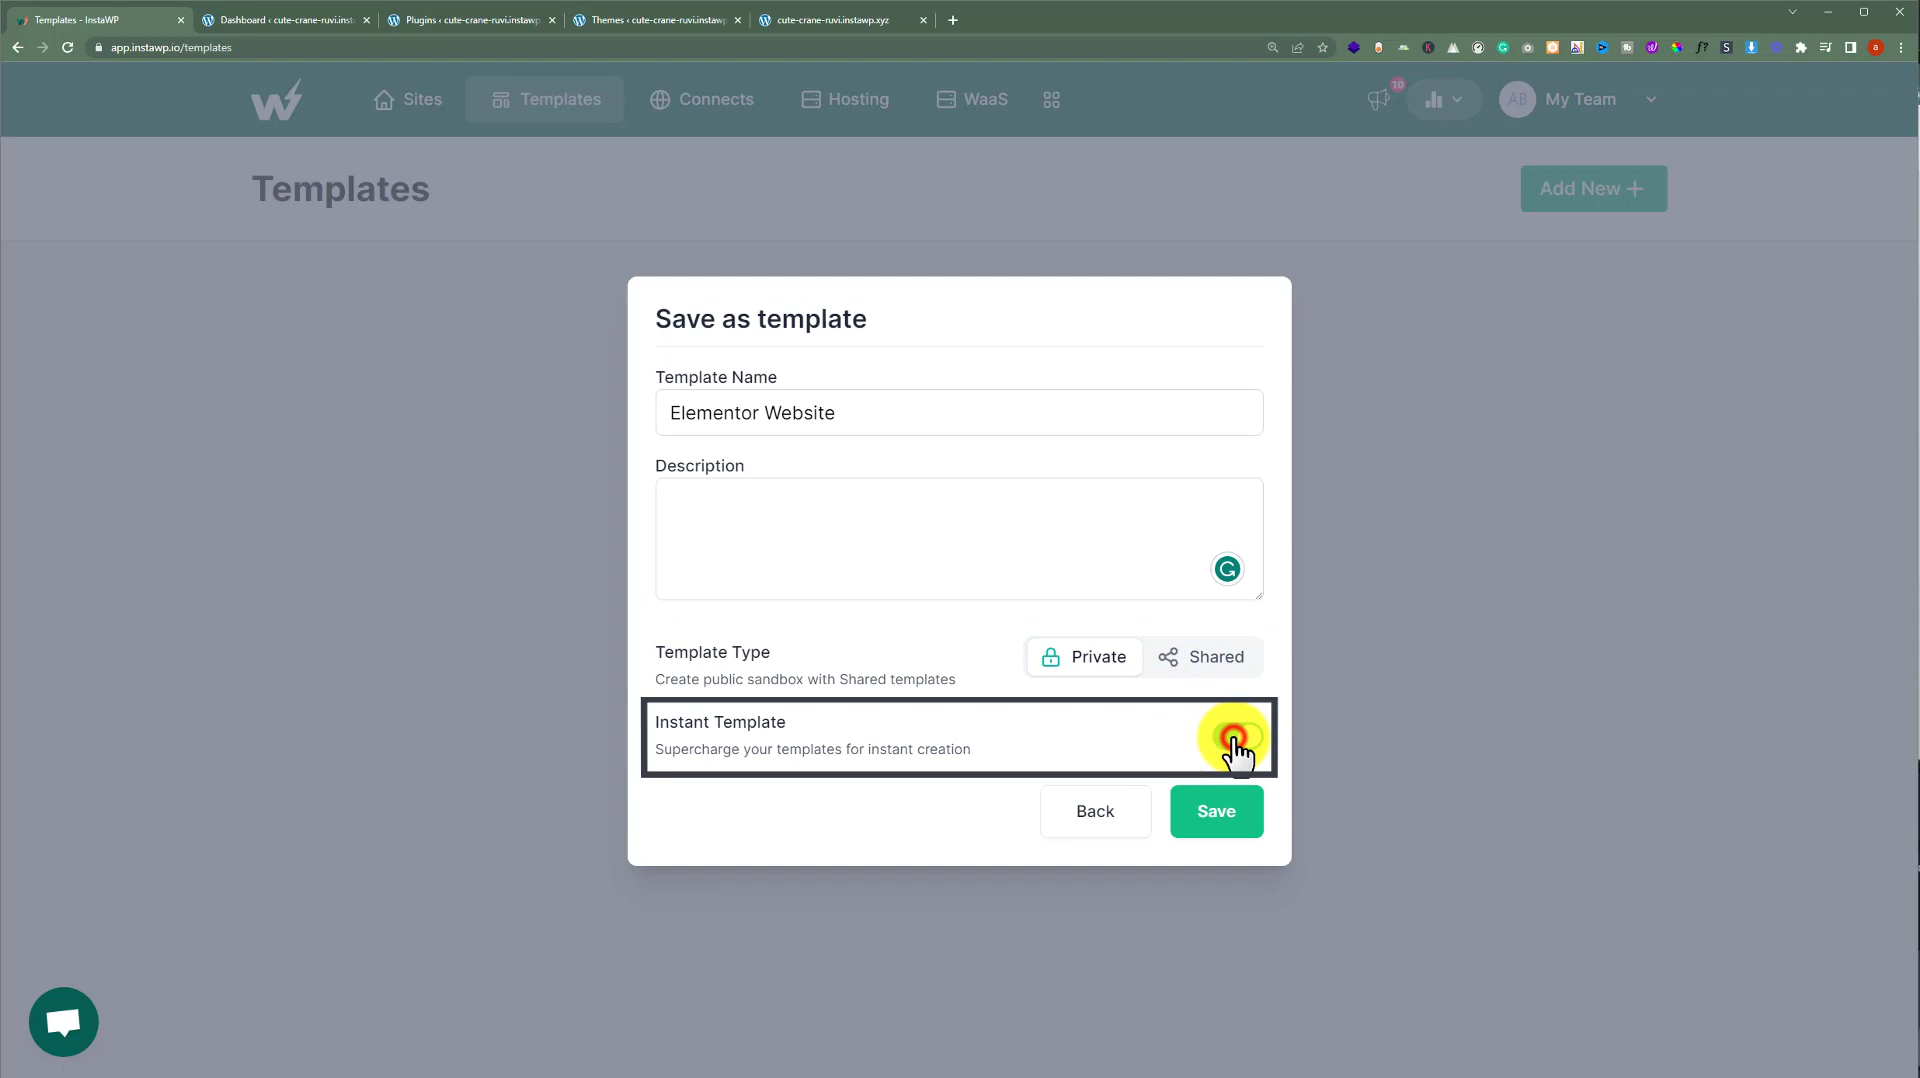 Templates - InstaWP
Dashboard ‹ cute-crane-ruvi.inst
Plugins ‹ cute-crane-ruvi.instawp
Themes ‹ cute-crane-ruvi.instawp
cute-crane-ruvi.instawp.xyz
app.instawp.io/templates
Sites
Templates
Connects
Hosting
WaaS
10
AB
My Team
Templates
Add New +
Save as template
Template Name
Elementor Website
Description
Template Type
Private
Shared
Create public sandbox with Shared templates
Instant Template
Supercharge your templates for instant creation
Back
Save